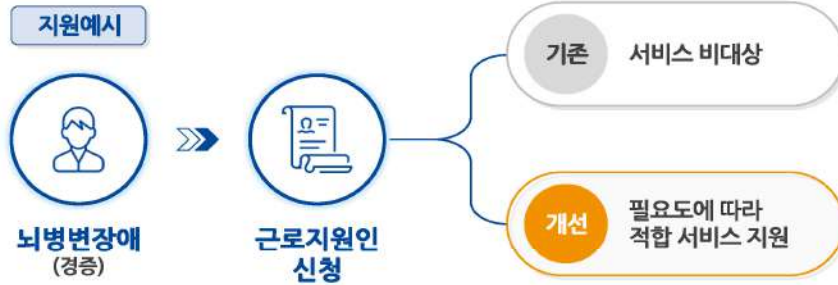 지원예시
뇌병변장애
(경증)
근로지원인
신청
기존 서비스 비대상
개선 필요도에 따라
적합 서비스 지원